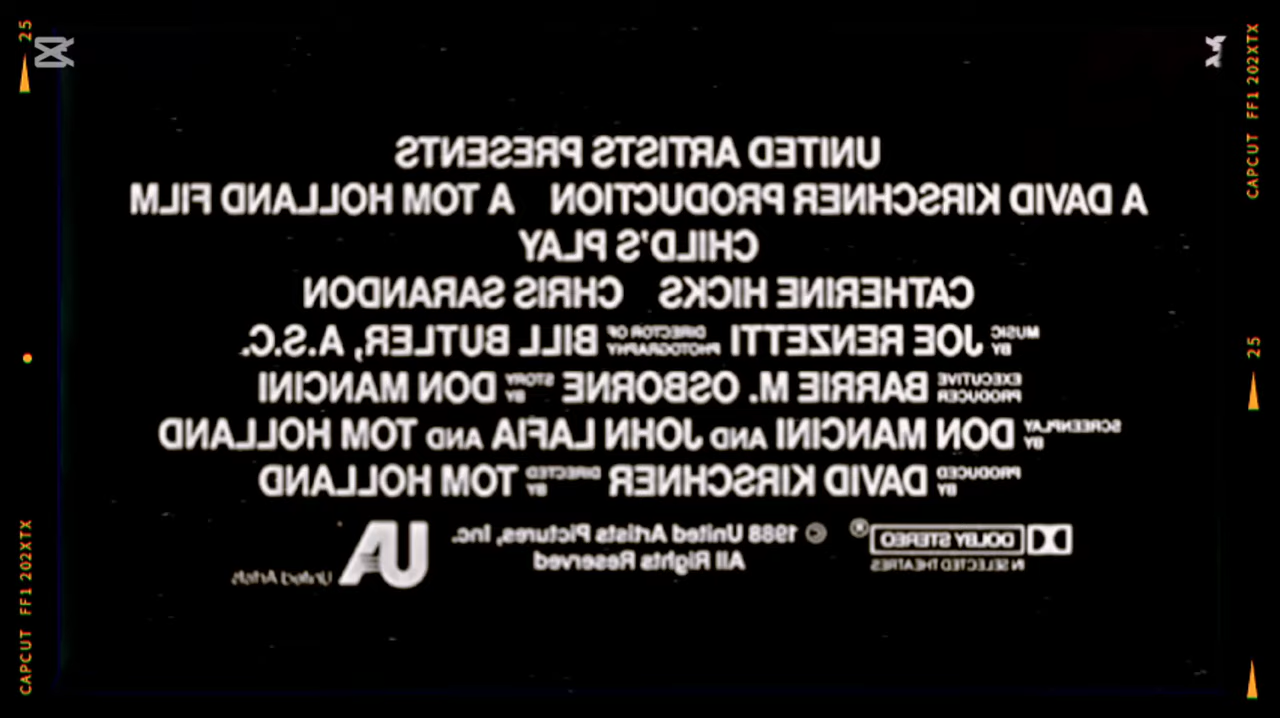 UNITED ARTISTS PRESENTS
A DAVID KIRSCHNER PRODUCTION A TOM HOLLAND FILM
CHILD'S PLAY
CATHERINE HICKS CHRIS SARANDON
MUSIC BY JOE RENZETTI DIRECTOR OF PHOTOGRAPHY BILL BUTLER, A.S.C.
EXECUTIVE PRODUCER BARRIE M. OSBORNE STORY BY DON MANCINI
SCREENPLAY BY DON MANCINI AND JOHN LAFIA AND TOM HOLLAND
PRODUCED BY DAVID KIRSCHNER DIRECTED BY TOM HOLLAND
DOLBY STEREO ®
IN SELECTED THEATRES
© 1988 United Artists Pictures, Inc.
All Rights Reserved
UA
United Artists
25
CAPCUT FF1 202XTX
CAPCUT FF1 202XTX
25